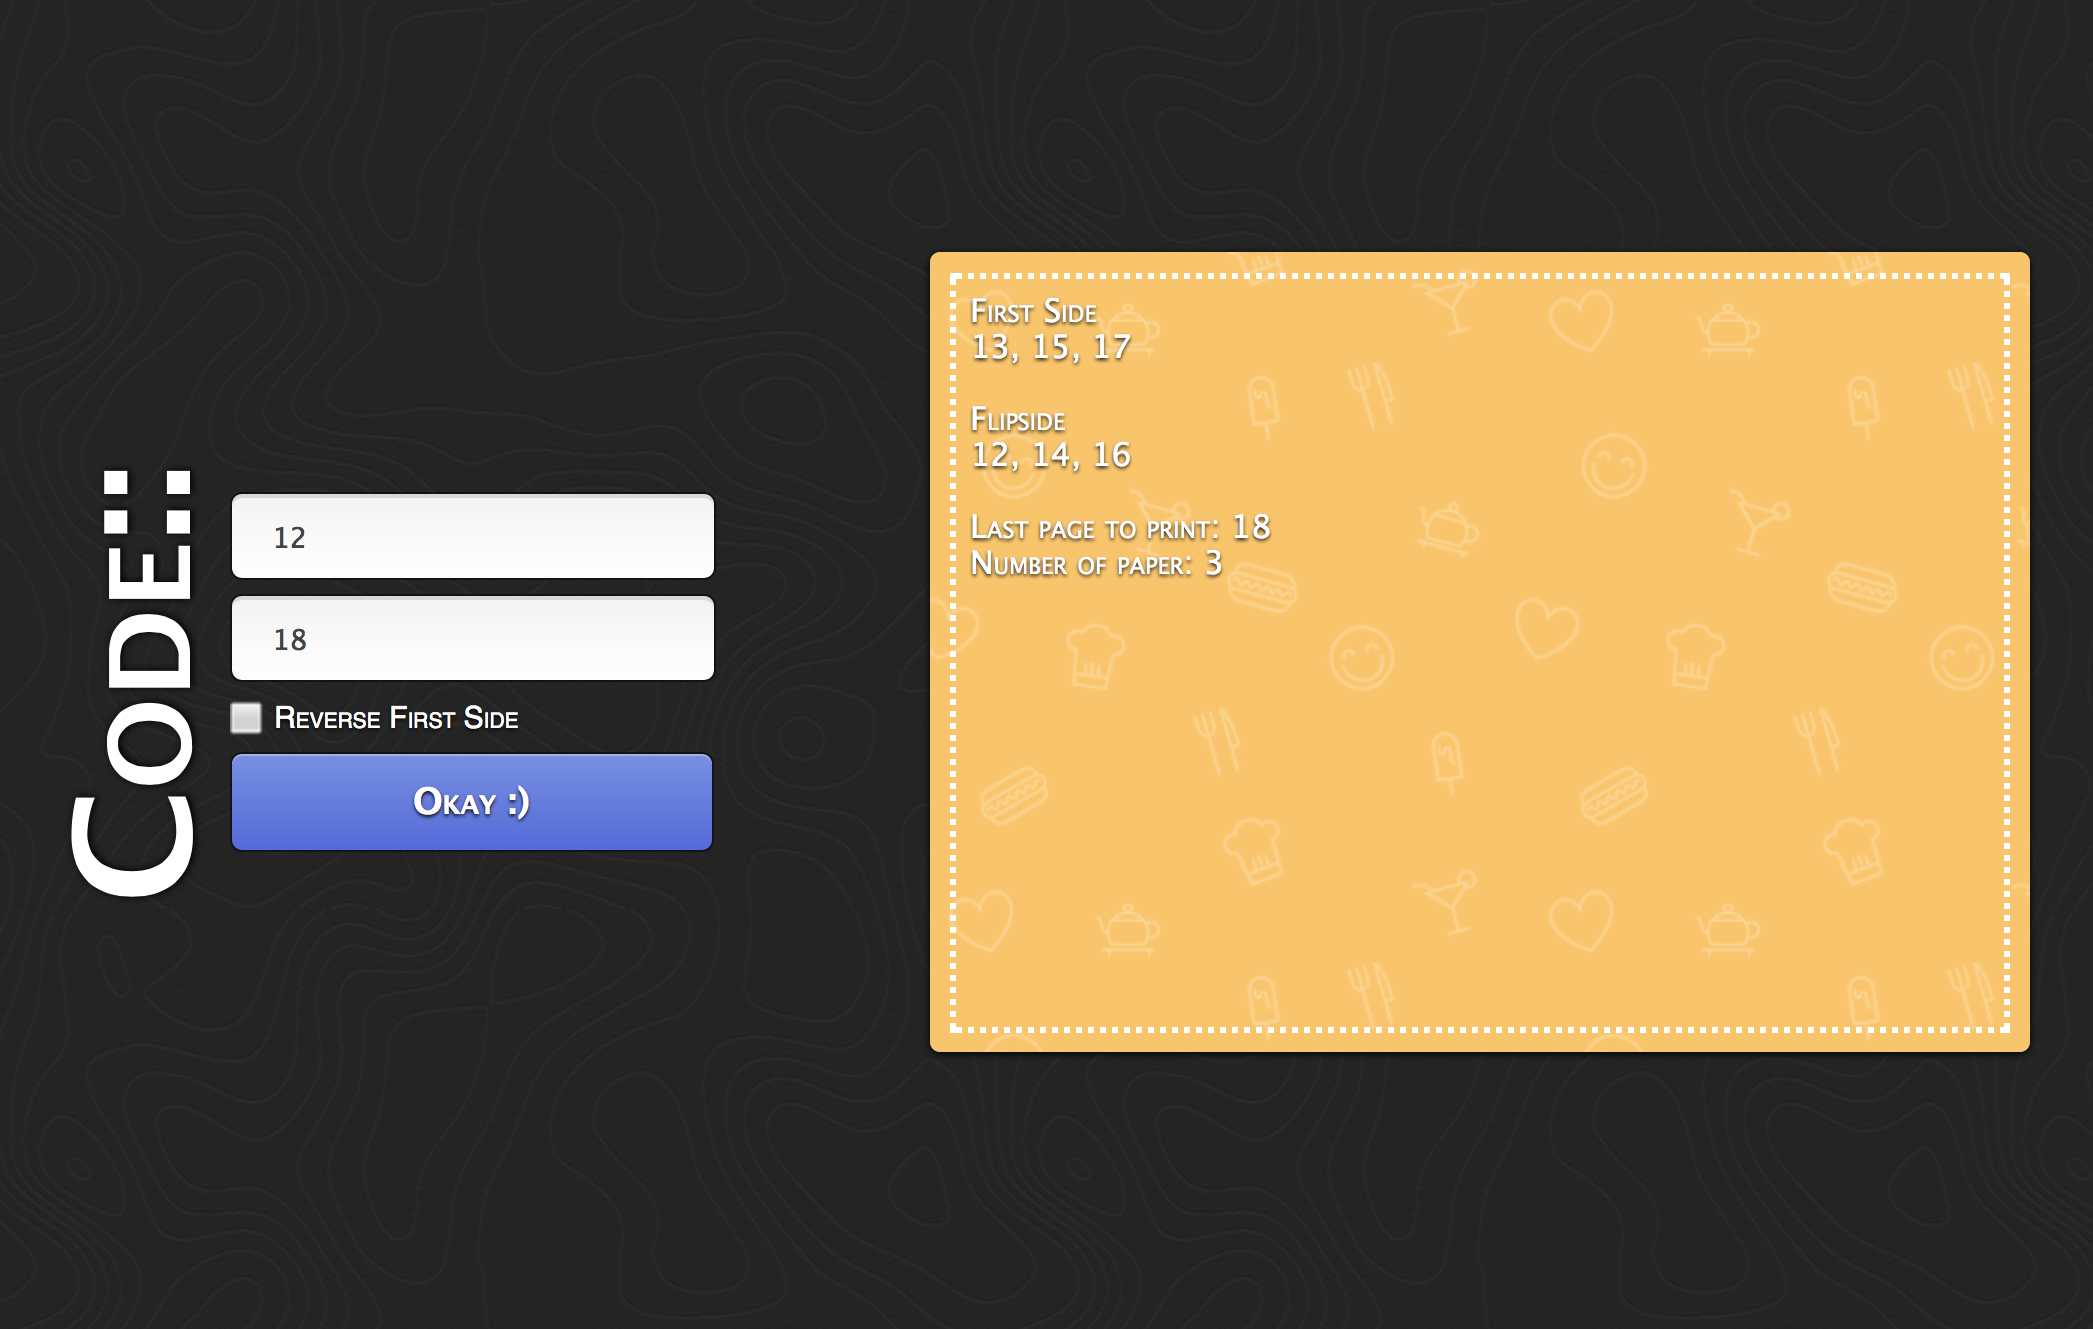 Code::
12
18
Reverse First Side
Okay :)
First Side
13, 15, 17
Flipside
12, 14, 16
Last page to print: 18
Number of paper: 3